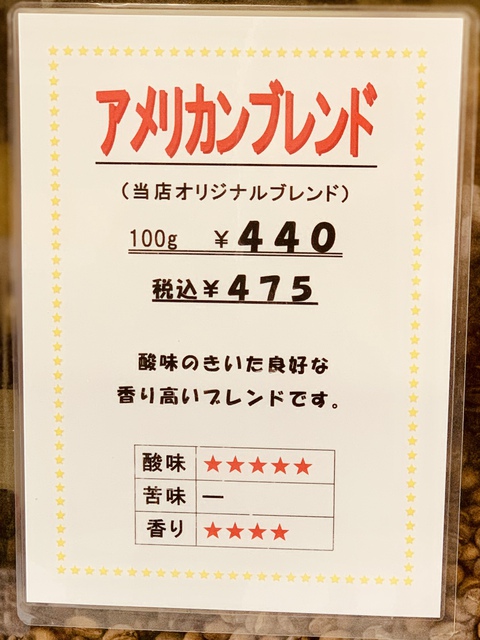 アメリカンブレンド
（当店オリジナルブレンド）
100g ￥440
税込￥475
酸味のきいた良好な
香り高いブレンドです。
酸味 ★★★★★
苦味 ―
香り ★★★★